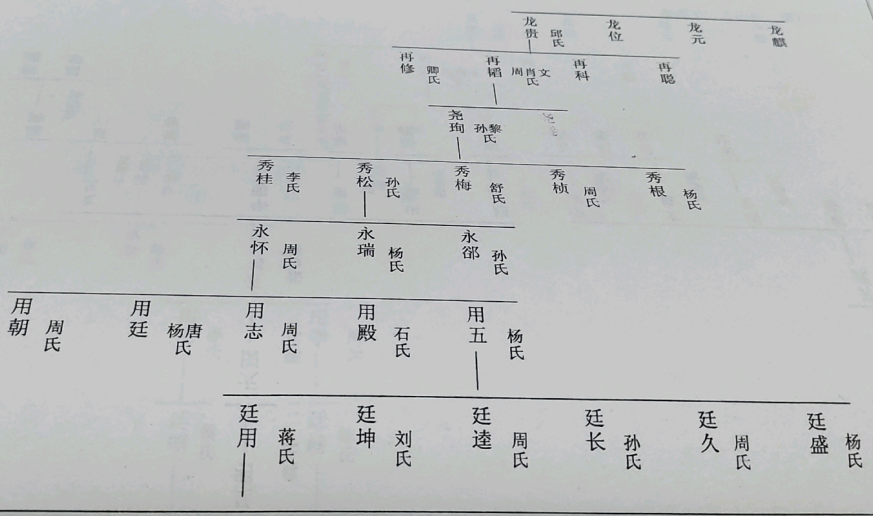 龙贵 邱氏 龙位 龙元 龙麒
再修 卿氏 再韬 周肖文氏 再科 再聪
尧珣 孙黎氏
秀桂 李氏 秀松 孙氏 秀梅 舒氏 秀桢 周氏 秀根 杨氏
永怀 周氏 永瑞 杨氏 永郤 孙氏
用朝 周氏 用廷 杨唐氏 用志 周氏 用殿 石氏 用五 杨氏
廷用 蒋氏 廷坤 刘氏 廷逵 周氏 廷长 孙氏 廷久 周氏 廷盛 杨氏